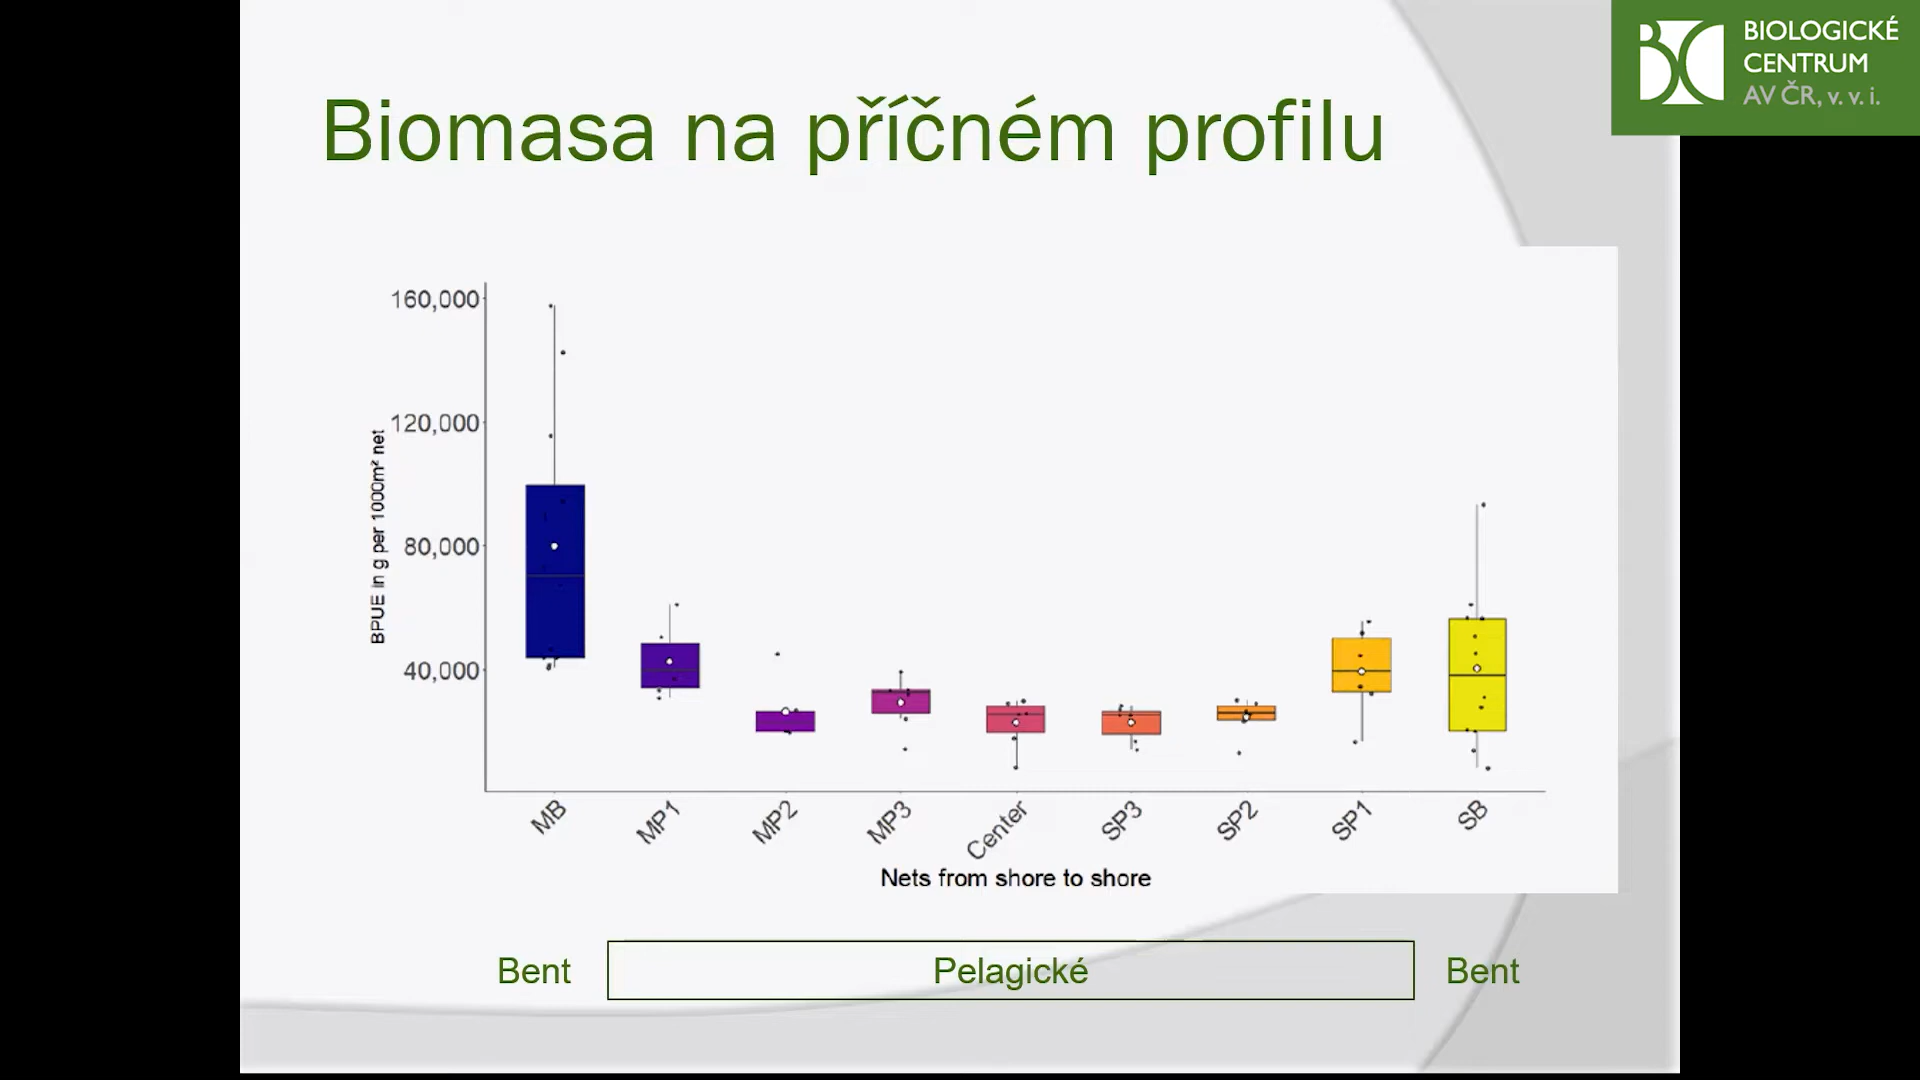 BIOLOGICKÉ
CENTRUM
AV ČR, v. v. i.
Biomasa na příčném profilu
160,000
120,000
80,000
40,000
BPUE in g per 1000m² net
MB
MP1
MP2
MP3
Center
SP3
SP2
SP1
SB
Nets from shore to shore
Bent
Pelagické
Bent